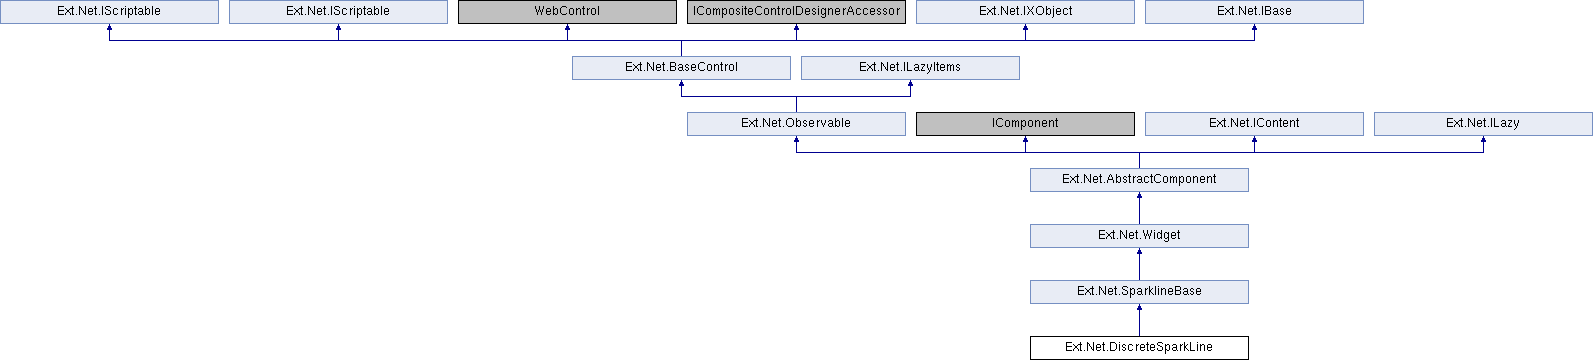 Ext.Net.IScriptable
Ext.Net.IScriptable
WebControl
ICompositeControlDesignerAccessor
Ext.Net.IXObject
Ext.Net.IBase
Ext.Net.BaseControl
Ext.Net.ILazyItems
Ext.Net.Observable
IComponent
Ext.Net.IContent
Ext.Net.ILazy
Ext.Net.AbstractComponent
Ext.Net.Widget
Ext.Net.SparklineBase
Ext.Net.DiscreteSparkLine